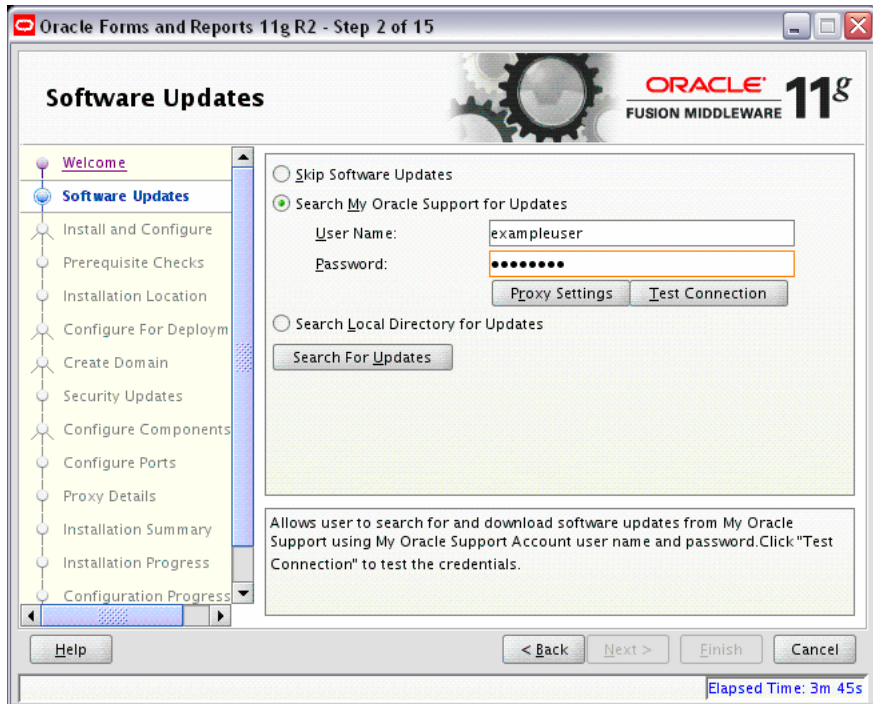 Oracle Forms and Reports 11g R2 - Step 2 of 15
Software Updates
ORACLE
FUSION MIDDLEWARE
11g
Welcome
Software Updates
Install and Configure
Prerequisite Checks
Installation Location
Configure For Deploym
Create Domain
Security Updates
Configure Components
Configure Ports
Proxy Details
Installation Summary
Installation Progress
Configuration Progress
Skip Software Updates
Search My Oracle Support for Updates
User Name: exampleuser
Password: ●●●●●●●●
Proxy Settings Test Connection
Search Local Directory for Updates
Search For Updates
Allows user to search for and download software updates from My Oracle
Support using My Oracle Support Account user name and password.Click "Test
Connection" to test the credentials.
Help < Back Next > Finish Cancel
Elapsed Time: 3m 45s